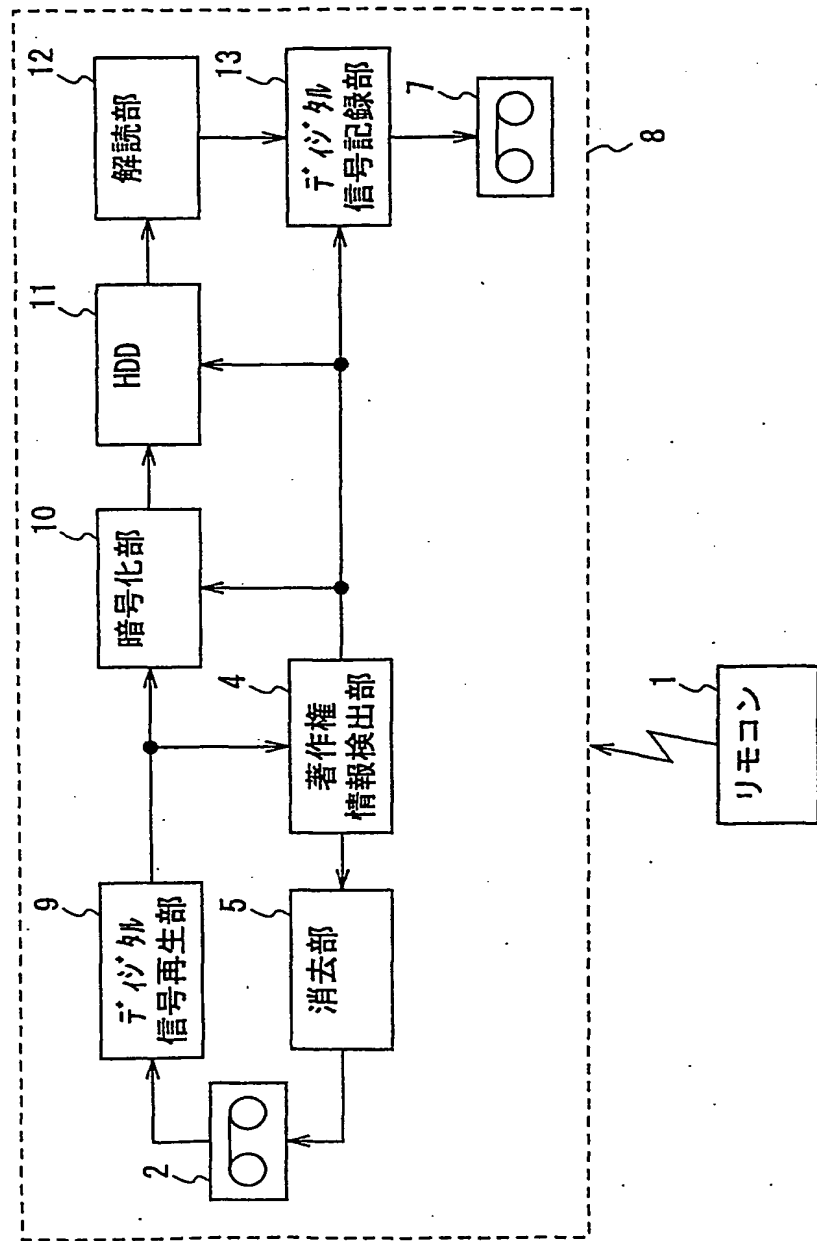 9
ディジタル
信号再生部
10
暗号化部
11
HDD
12
解読部
2
5
消去部
4
著作権
情報検出部
13
ディジタル
信号記録部
7
8
1
リモコン